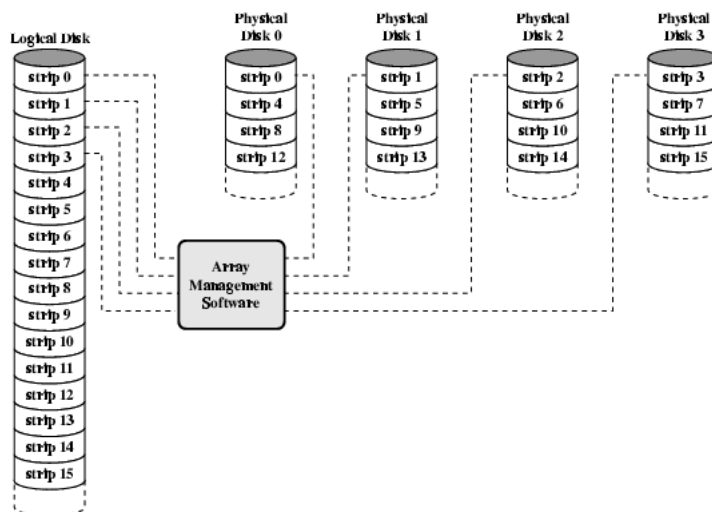 Logical Disk
strip 0
strip 1
strip 2
strip 3
strip 4
strip 5
strip 6
strip 7
strip 8
strip 9
strip 10
strip 11
strip 12
strip 13
strip 14
strip 15
Physical
Disk 0
strip 0
strip 4
strip 8
strip 12
Physical
Disk 1
strip 1
strip 5
strip 9
strip 13
Physical
Disk 2
strip 2
strip 6
strip 10
strip 14
Physical
Disk 3
strip 3
strip 7
strip 11
strip 15
Array
Management
Software